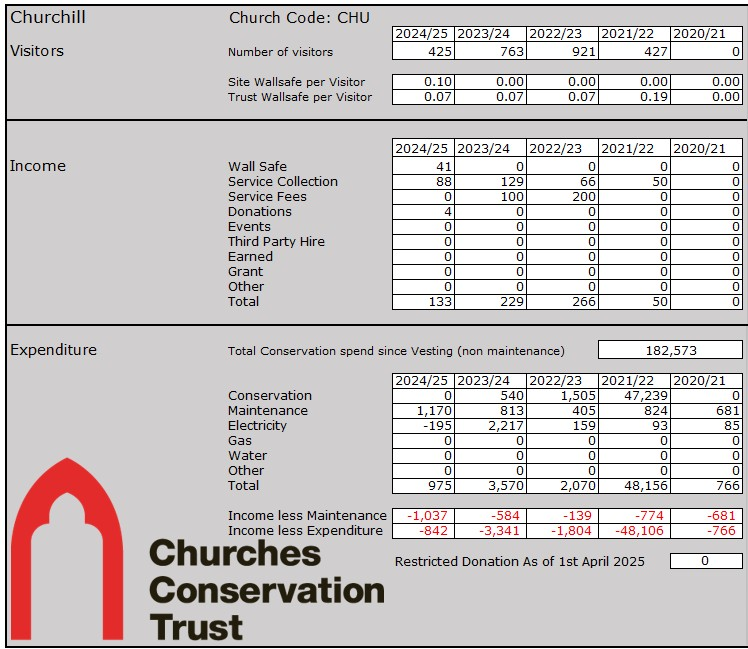 Churchill Church Code: CHU
2024/25 2023/24 2022/23 2021/22 2020/21
Visitors Number of visitors 425 763 921 427 0
Site Wallsafe per Visitor 0.10 0.00 0.00 0.00 0.00
Trust Wallsafe per Visitor 0.07 0.07 0.07 0.19 0.00
2024/25 2023/24 2022/23 2021/22 2020/21
Income Wall Safe 41 0 0 0 0
Service Collection 88 129 66 50 0
Service Fees 0 100 200 0 0
Donations 4 0 0 0 0
Events 0 0 0 0 0
Third Party Hire 0 0 0 0 0
Earned 0 0 0 0 0
Grant 0 0 0 0 0
Other 0 0 0 0 0
Total 133 229 266 50 0
Expenditure Total Conservation spend since Vesting (non maintenance) 182,573
2024/25 2023/24 2022/23 2021/22 2020/21
Conservation 0 540 1,505 47,239 0
Maintenance 1,170 813 405 824 681
Electricity -195 2,217 159 93 85
Gas 0 0 0 0 0
Water 0 0 0 0 0
Other 0 0 0 0 0
Total 975 3,570 2,070 48,156 766
Income less Maintenance -1,037 -584 -139 -774 -681
Income less Expenditure -842 -3,341 -1,804 -48,106 -766
Restricted Donation As of 1st April 2025 0
Churches
Conservation
Trust